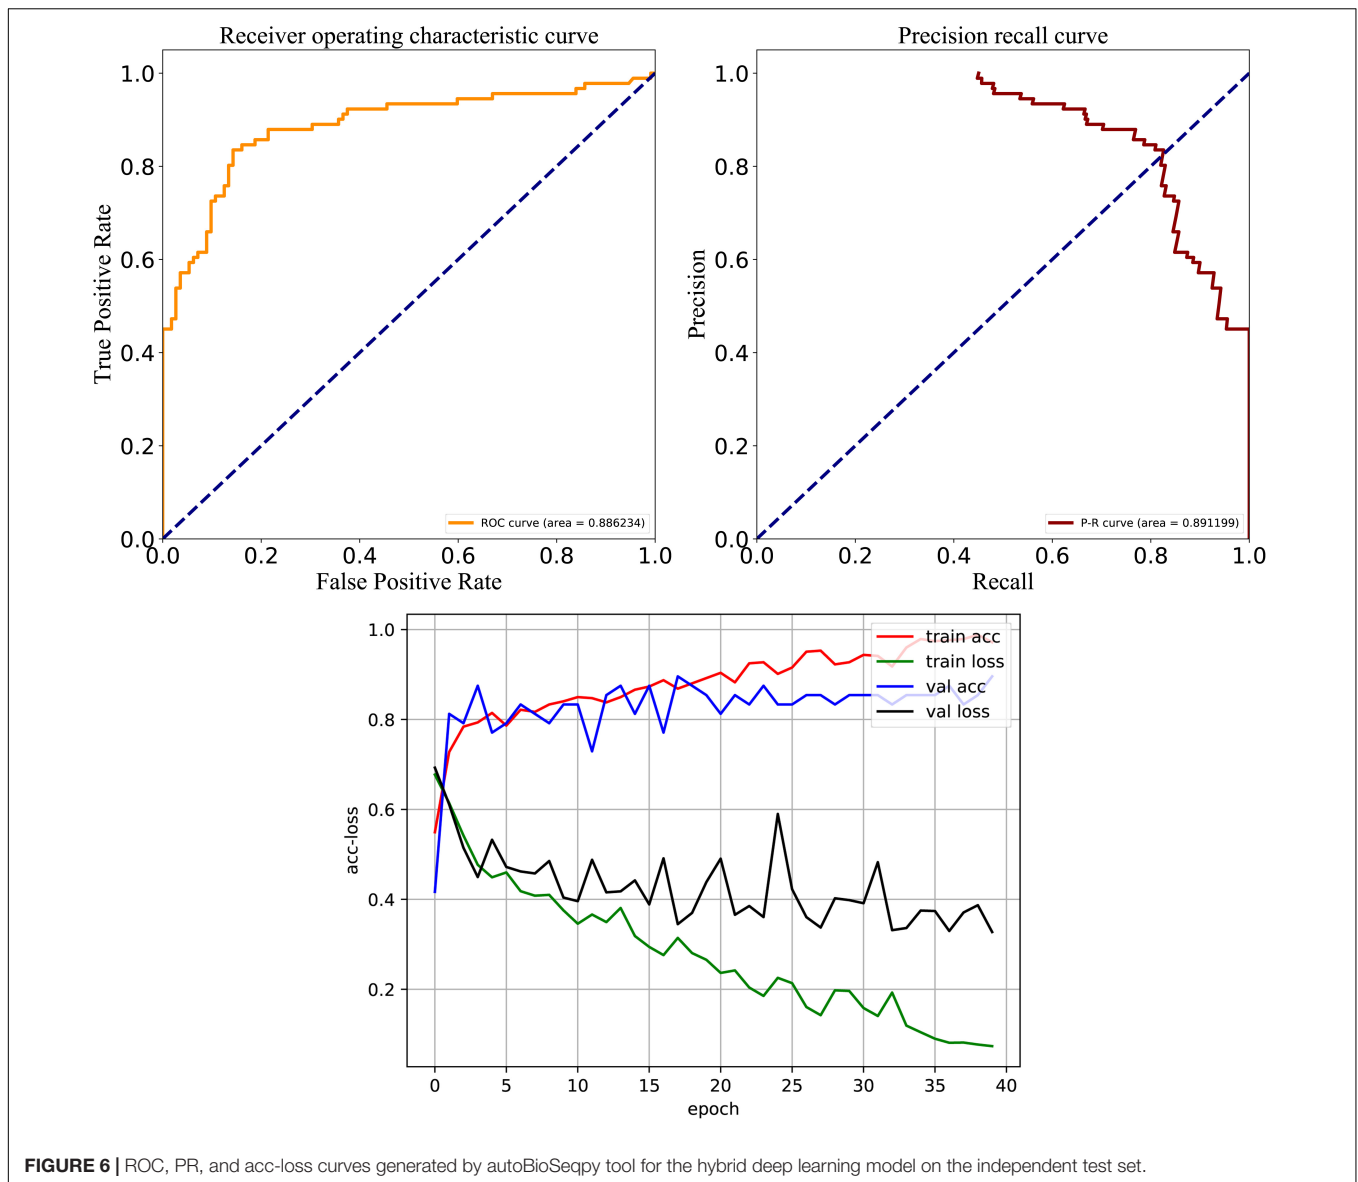 Receiver operating characteristic curve
1.0
0.8
0.6
0.4
0.2
0.0
True Positive Rate
ROC curve (area = 0.886234)
0.0 0.2 0.4 0.6 0.8 1.0
False Positive Rate
Precision recall curve
1.0
0.8
0.6
0.4
0.2
0.0
Precision
P-R curve (area = 0.891199)
0.0 0.2 0.4 0.6 0.8 1.0
Recall
1.0
0.8
0.6
0.4
0.2
acc-loss
train acc
train loss
val acc
val loss
0 5 10 15 20 25 30 35 40
epoch
FIGURE 6 | ROC, PR, and acc-loss curves generated by autoBioSeqpy tool for the hybrid deep learning model on the independent test set.